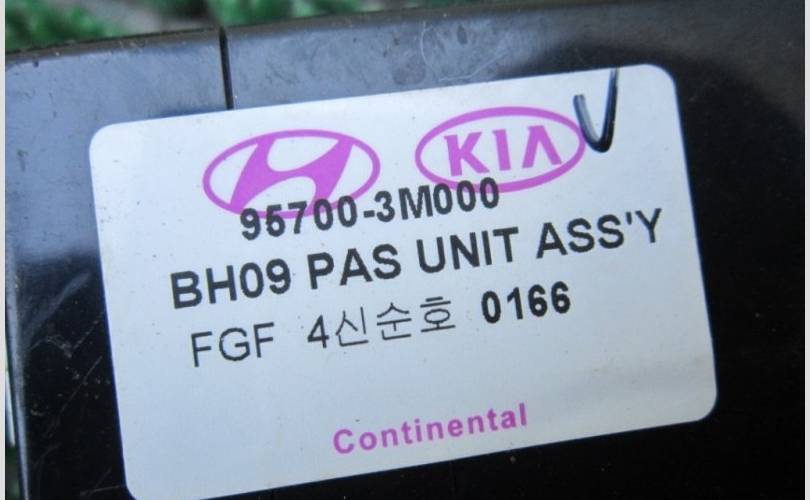 KIA
95700-3M000
BH09 PAS UNIT ASS'Y
FGF 4신순호 0166
Continental